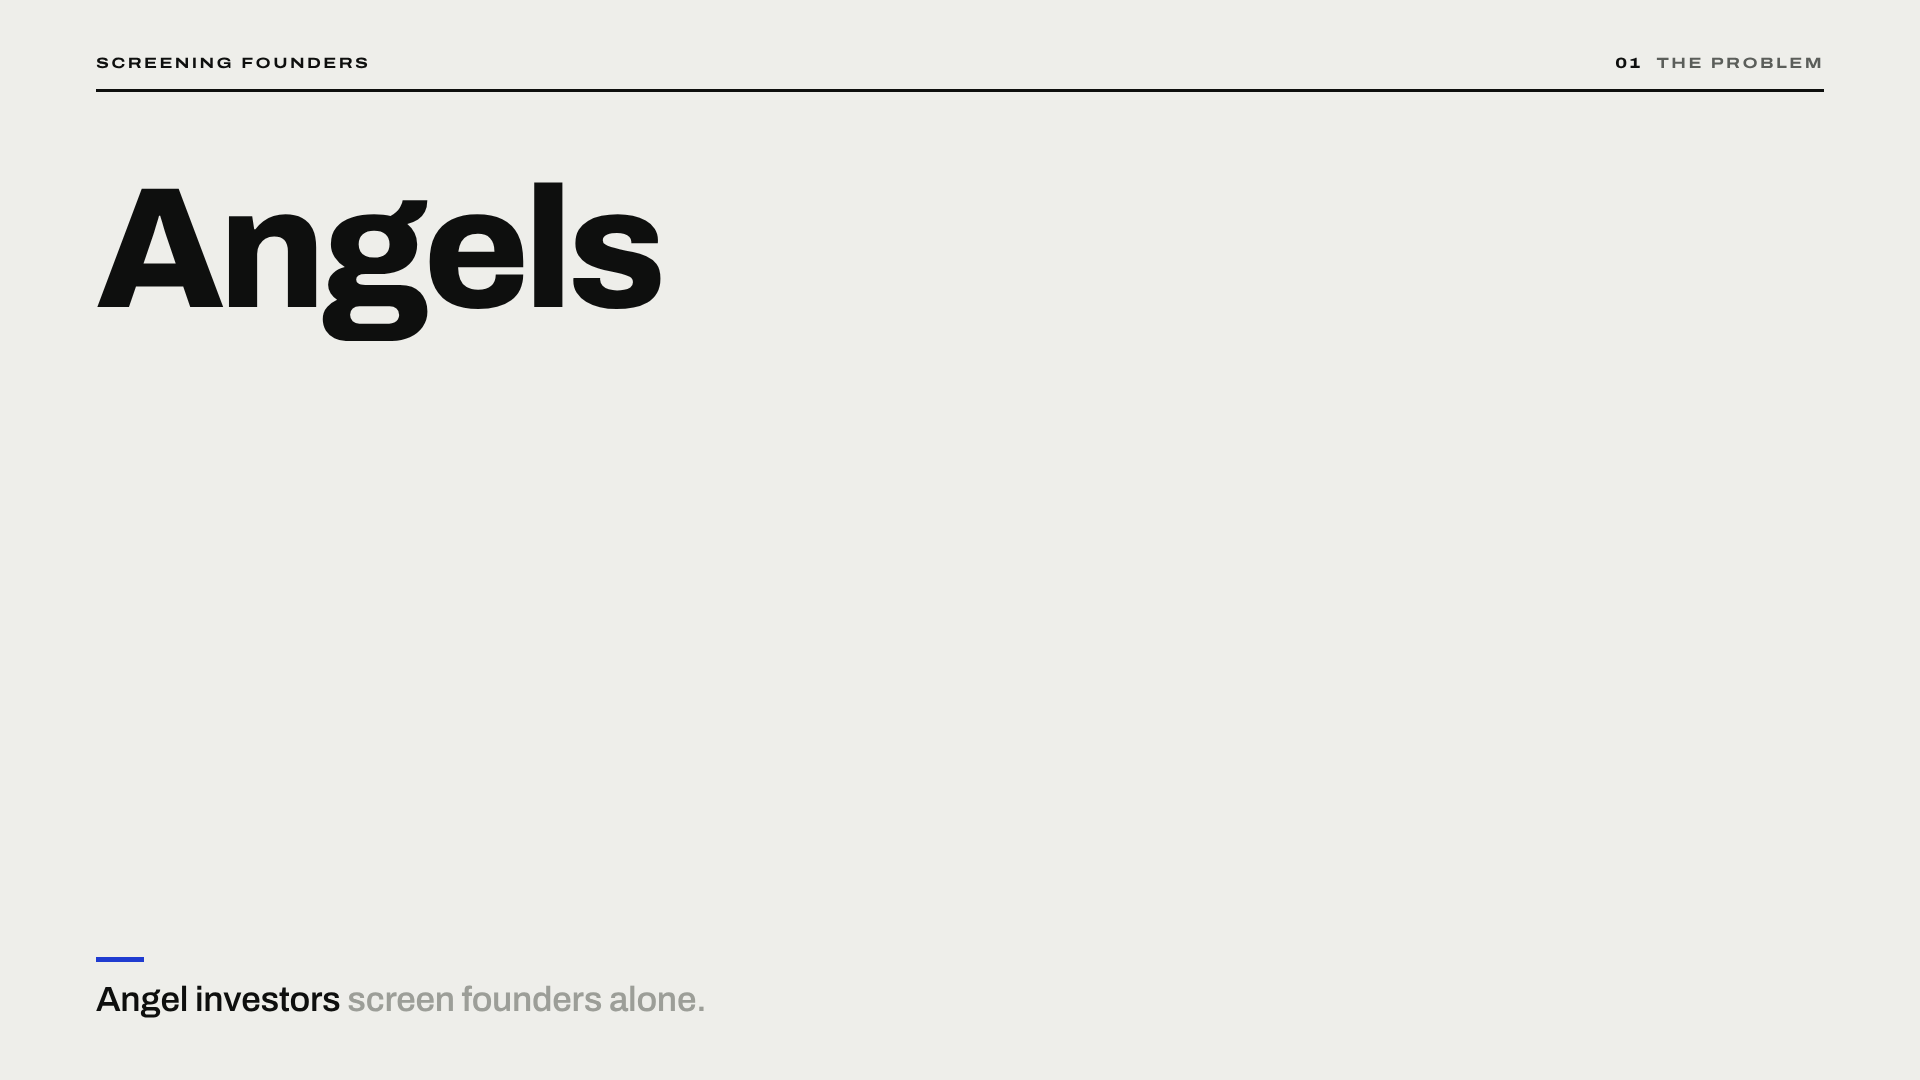 SCREENING FOUNDERS
01 THE PROBLEM
Angels
Angel investors screen founders alone.